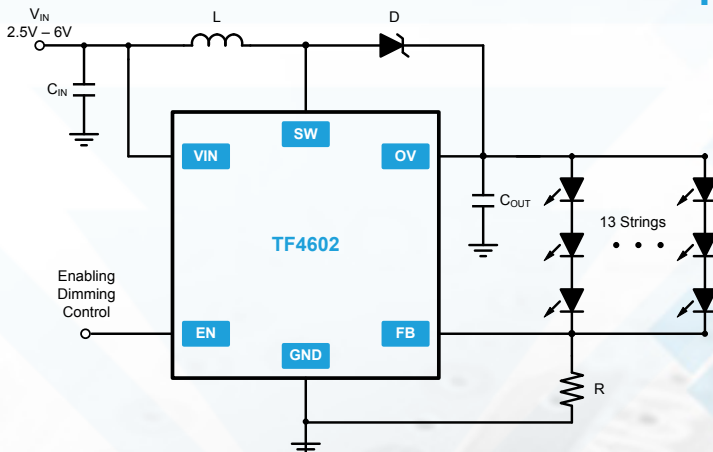 VIN
2.5V – 6V
L
D
CIN
SW
VIN
OV
COUT
13 Strings
TF4602
Enabling
Dimming
Control
EN
FB
GND
R